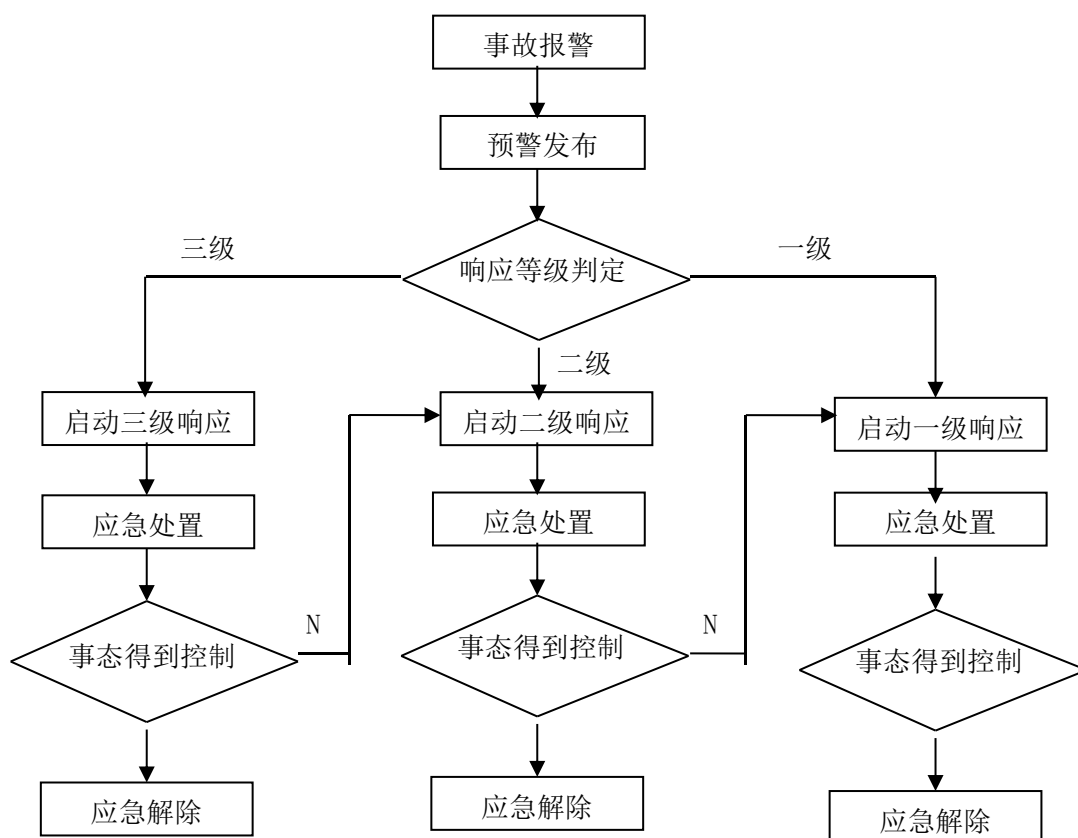 事故报警
预警发布
三级
响应等级判定
一级
二级
启动三级响应
启动二级响应
启动一级响应
应急处置
应急处置
应急处置
N
N
事态得到控制
事态得到控制
事态得到控制
应急解除
应急解除
应急解除